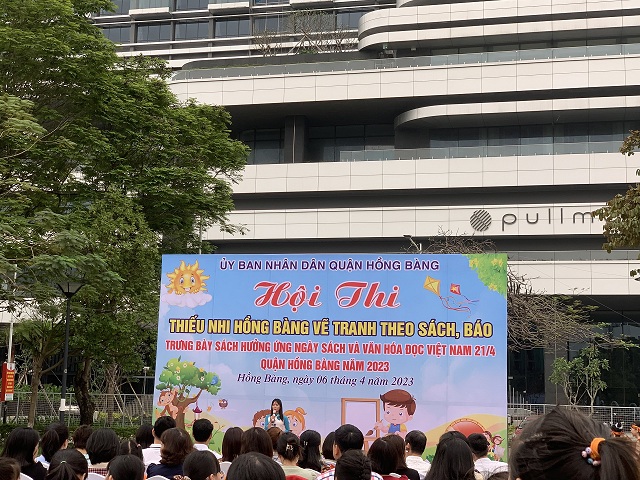 pullm
ỦY BAN NHÂN DÂN QUẬN HỒNG BÀNG
Hội Thi
THIẾU NHI HỒNG BÀNG VẼ TRANH THEO SÁCH, BÁO
TRƯNG BÀY SÁCH HƯỞNG ỨNG NGÀY SÁCH VÀ VĂN HÓA ĐỌC VIỆT NAM 21/4
QUẬN HỒNG BÀNG NĂM 2023
Hồng Bàng, ngày 06 tháng 4 năm 2023